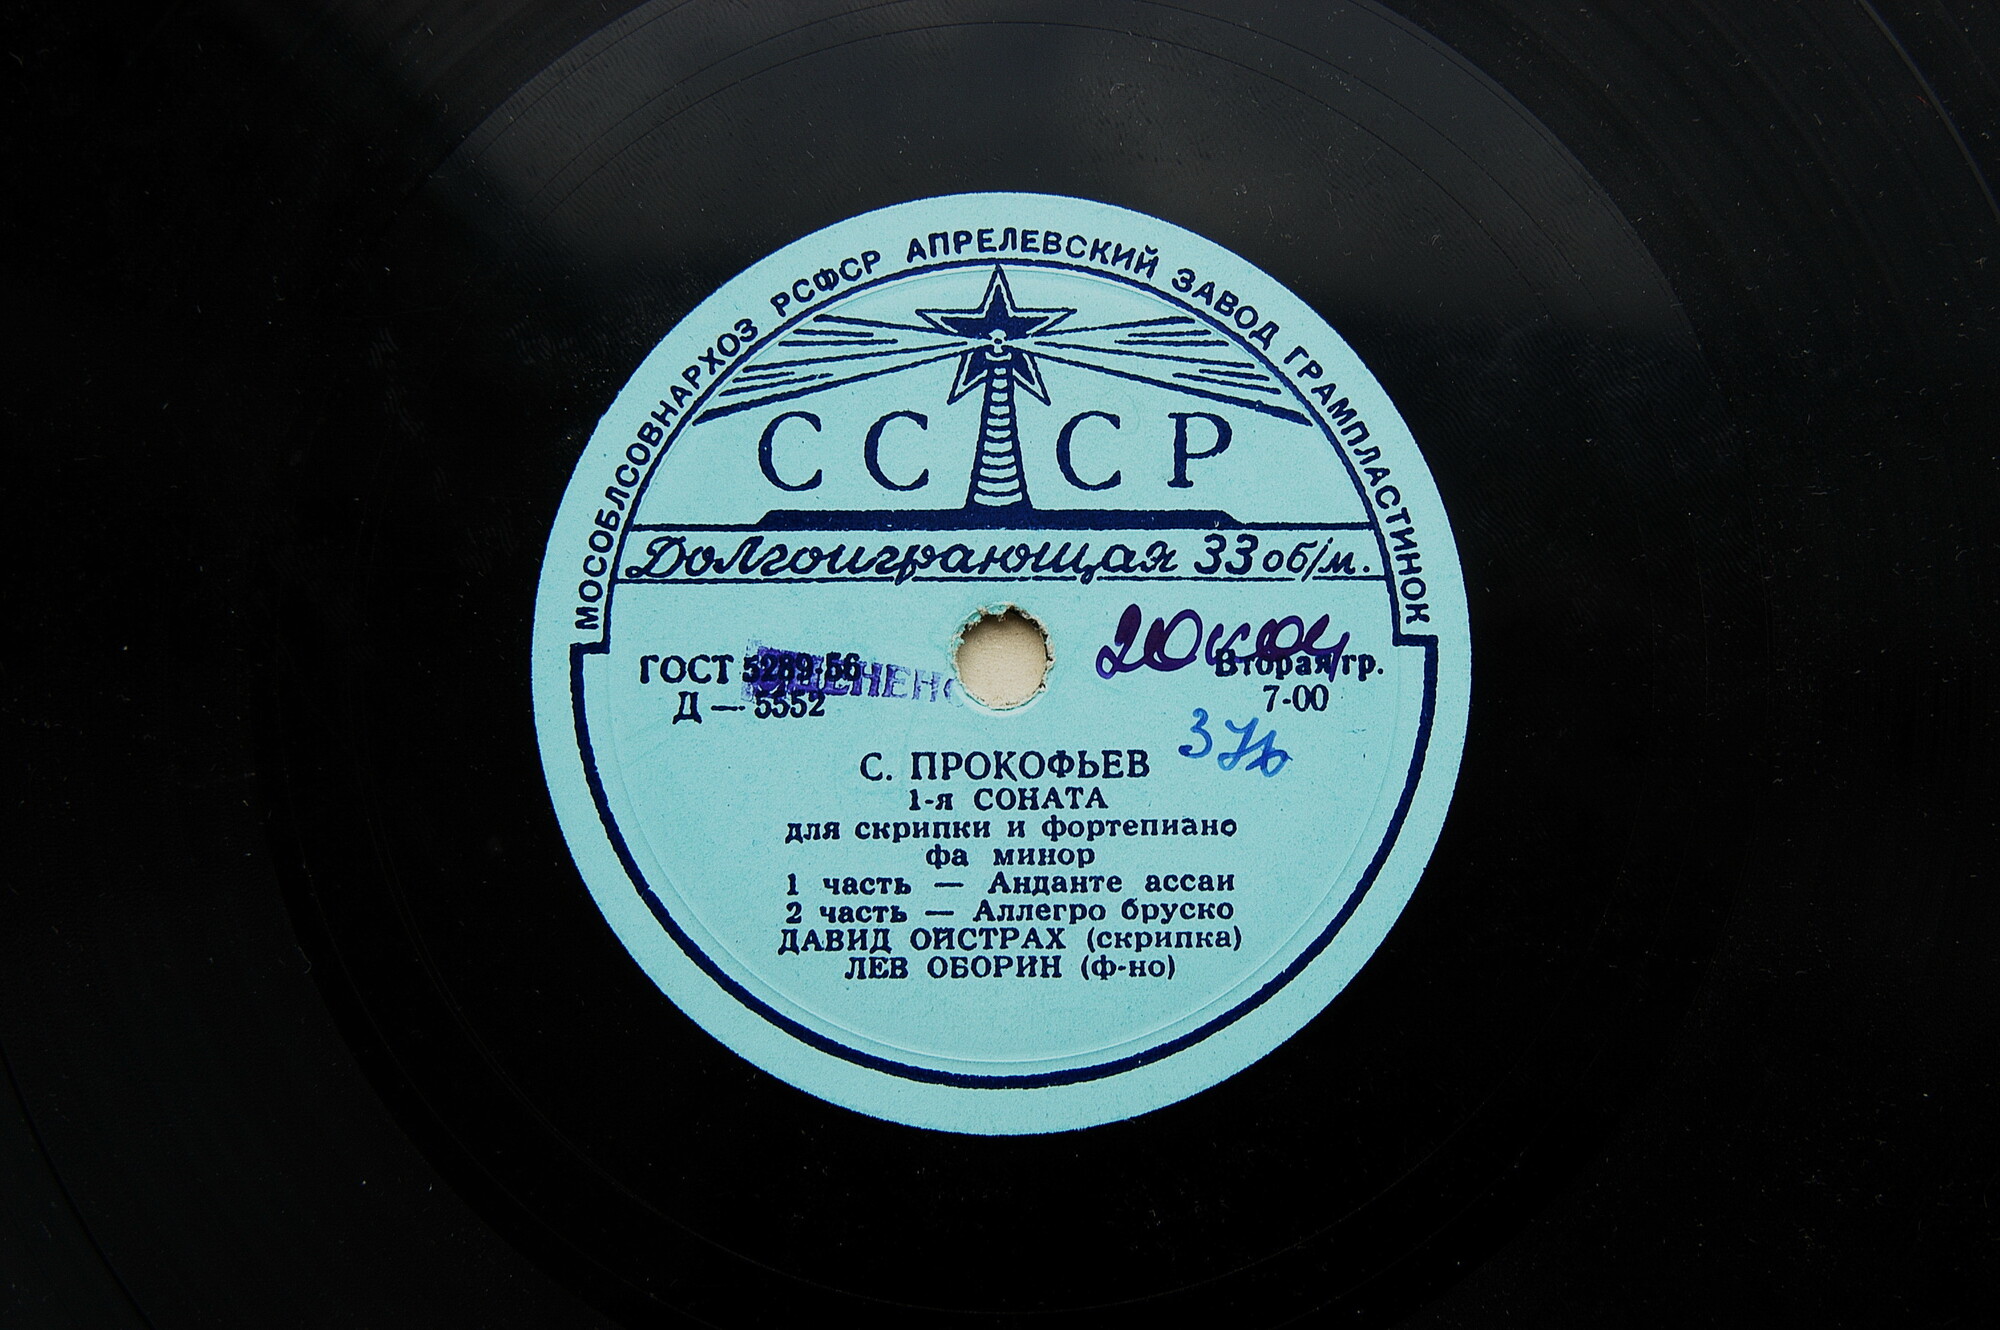 МОСОБЛСОВНАРХОЗ РСФСР АПРЕЛЕВСКИЙ ЗАВОД ГРАМПЛАСТИНОК
СССР
Долгоиграющая 33 об/м.
ГОСТ 5289-56
Д — 5552
Вторая гр.
7-00
С. ПРОКОФЬЕВ
1-я СОНАТА
для скрипки и фортепиано
фа минор
1 часть — Анданте ассаи
2 часть — Аллегро бруско
ДАВИД ОЙСТРАХ (скрипка)
ЛЕВ ОБОРИН (ф-но)